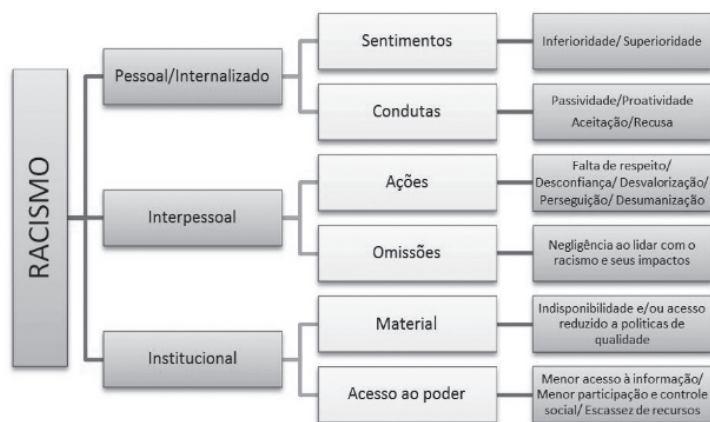 RACISMO
Pessoal/Internalizado
Sentimentos
Inferioridade/ Superioridade
Condutas
Passividade/Proatividade
Aceitação/Recusa
Interpessoal
Ações
Falta de respeito/
Desconfiança/ Desvalorização/
Perseguição/ Desumanização
Omissões
Negligência ao lidar com o
racismo e seus impactos
Institucional
Material
Indisponibilidade e/ou acesso
reduzido a políticas de
qualidade
Acesso ao poder
Menor acesso à informação/
Menor participação e controle
social/ Escassez de recursos